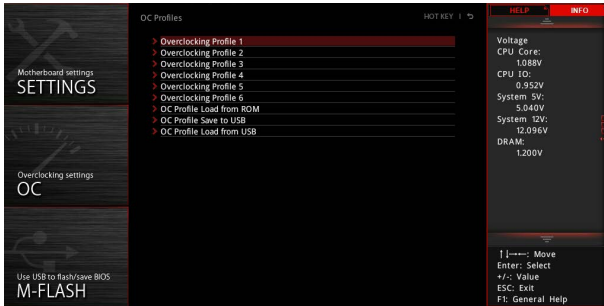 OC Profiles
HOT KEY |
HELP
INFO
Motherboard settings
SETTINGS
Overclocking settings
OC
Use USB to flash/save BIOS
M-FLASH
> Overclocking Profile 1
> Overclocking Profile 2
> Overclocking Profile 3
> Overclocking Profile 4
> Overclocking Profile 5
> Overclocking Profile 6
> OC Profile Load from ROM
> OC Profile Save to USB
> OC Profile Load from USB
Voltage
CPU Core:
1.088V
CPU IO:
0.952V
System 5V:
5.040V
System 12V:
12.096V
DRAM:
1.200V
↑↓→←: Move
Enter: Select
+/-: Value
ESC: Exit
F1: General Help